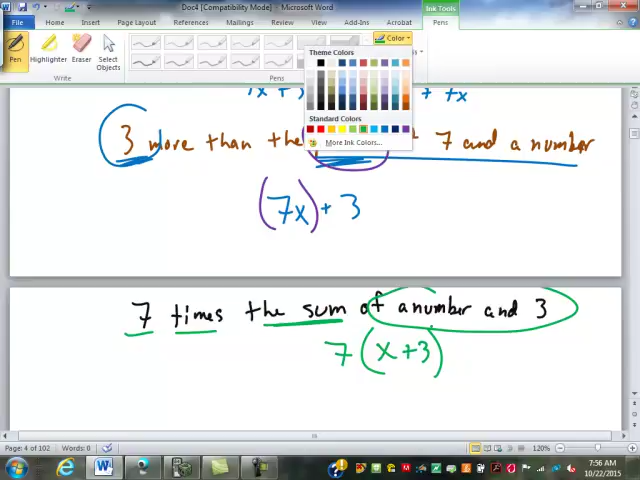 Doc4 [Compatibility Mode] - Microsoft Word
Ink Tools
File Home Insert Page Layout References Mailings Review View Add-Ins Acrobat Pens
Pen Highlighter Eraser Select Objects
Write
Pens
Color
Theme Colors
Standard Colors
More Ink Colors...
7x
3 more than the 7 and a number
(7x) + 3
7 times the sum of a number and 3
7(x+3)
Page: 4 of 102 Words: 0 120%
7:56 AM
10/22/2015